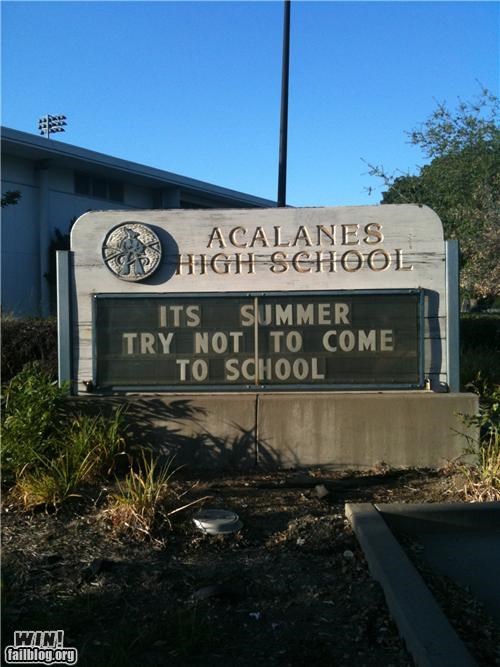 ACALANES
HIGH SCHOOL
ITS SUMMER
TRY NOT TO COME
TO SCHOOL
WIN!
failblog.org